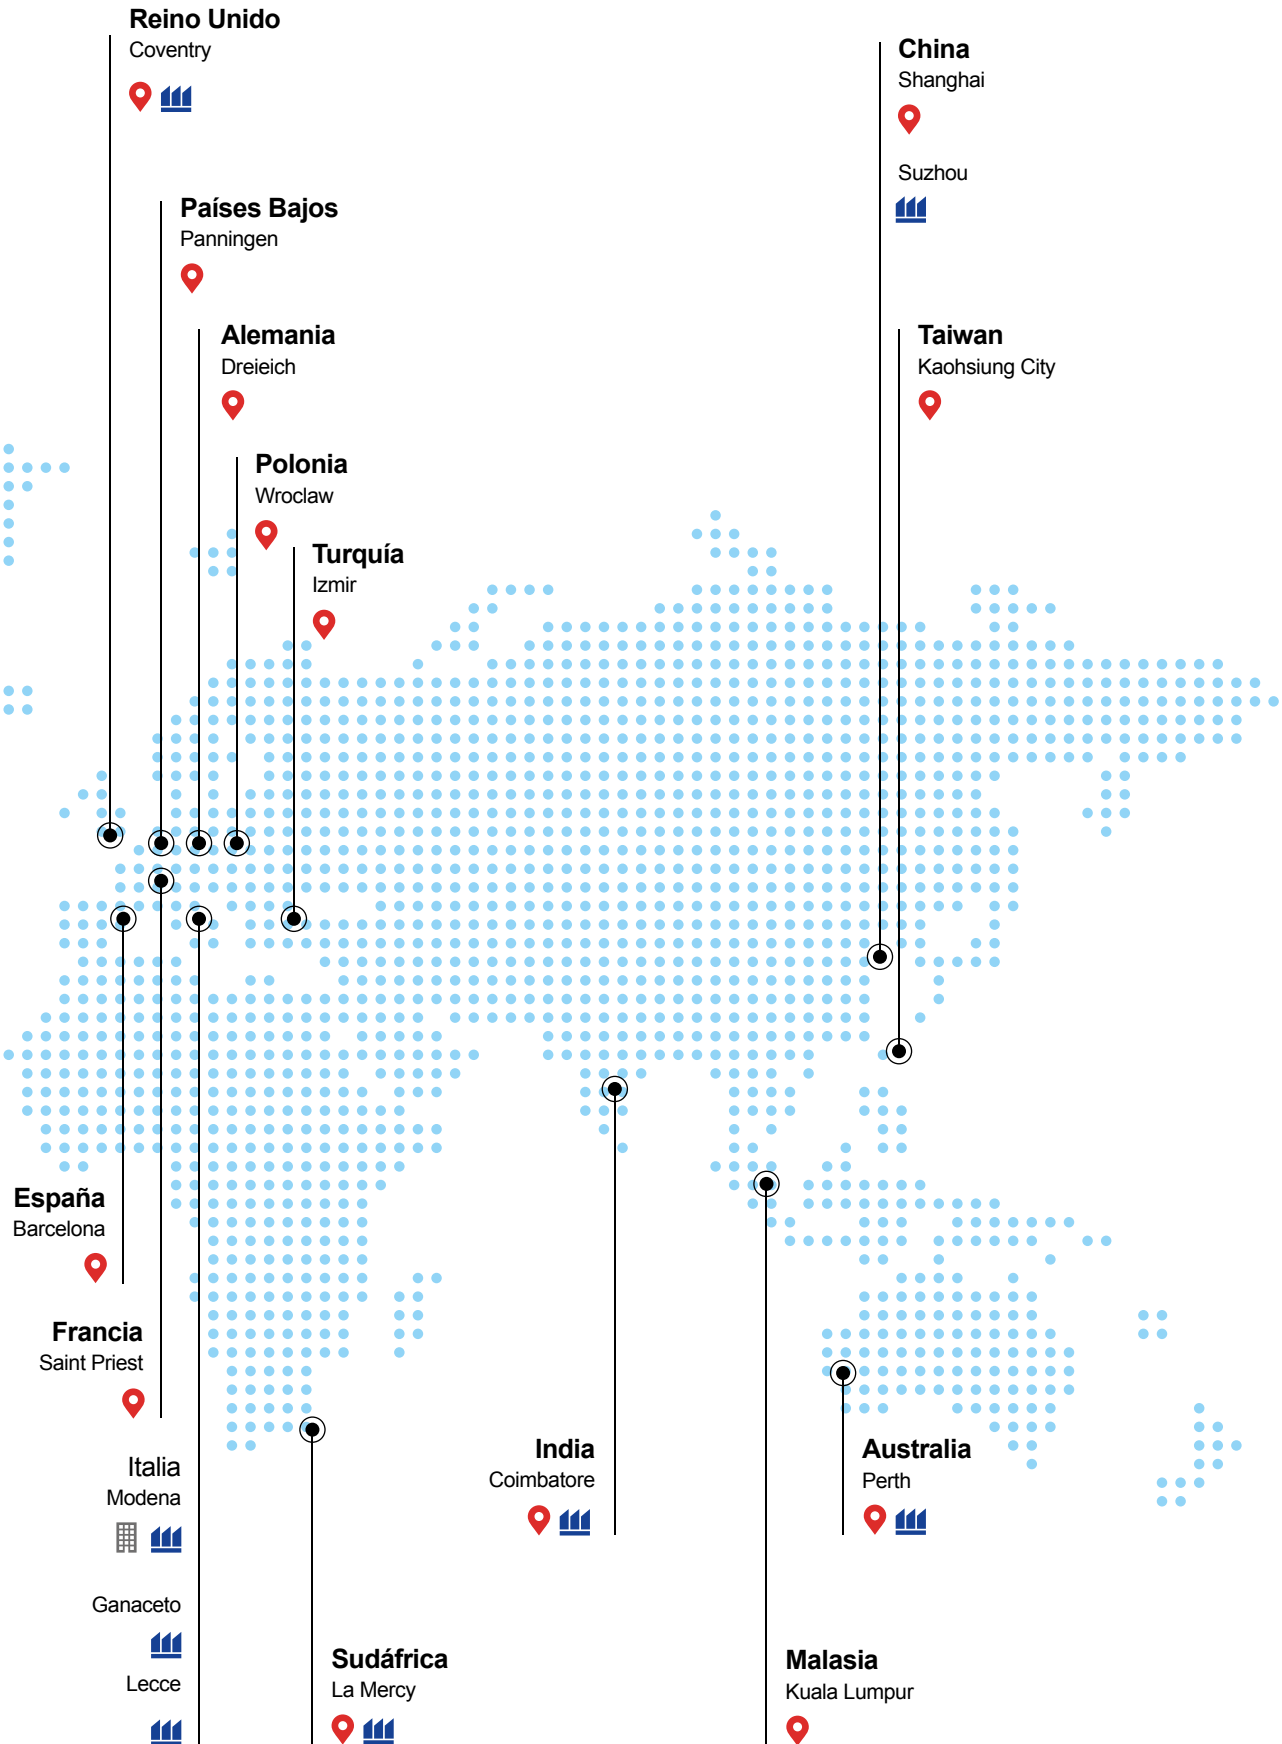 Reino Unido
Coventry
China
Shanghai
Suzhou
Países Bajos
Panningen
Alemania
Dreieich
Taiwan
Kaohsiung City
Polonia
Wroclaw
Turquía
Izmir
España
Barcelona
Francia
Saint Priest
Italia
Modena
Ganaceto
Lecce
India
Coimbatore
Australia
Perth
Sudáfrica
La Mercy
Malasia
Kuala Lumpur